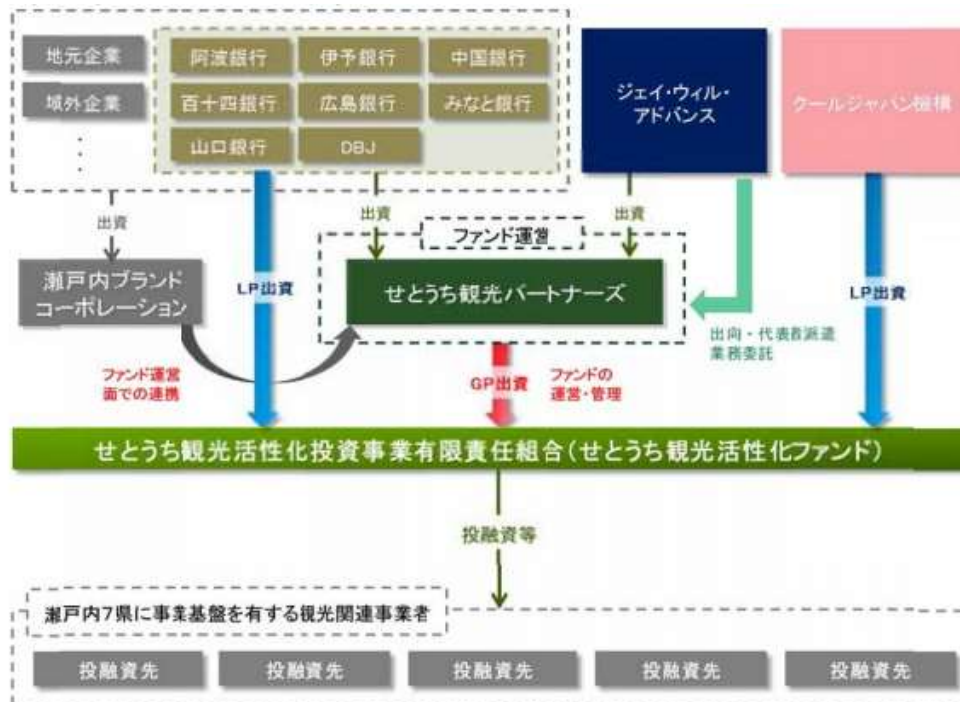 地元企業
域外企業
阿波銀行
伊予銀行
中国銀行
百十四銀行
広島銀行
みなと銀行
山口銀行
DBJ
ジェイ・ウィル・
アドバンス
クールジャパン機構
出資
出資
出資
ファンド運営
瀬戸内ブランド
コーポレーション
LP出資
せとうち観光パートナーズ
LP出資
出向・代表者派遣
業務委託
ファンド運営
面での連携
GP出資
ファンドの
運営・管理
せとうち観光活性化投資事業有限責任組合(せとうち観光活性化ファンド)
投融資等
瀬戸内7県に事業基盤を有する観光関連事業者
投融資先
投融資先
投融資先
投融資先
投融資先